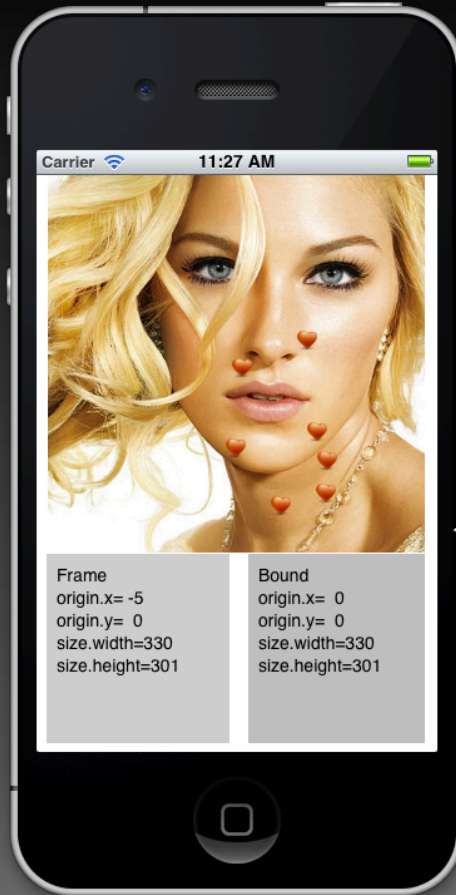 Carrier 11:27 AM
Frame
origin.x= -5
origin.y=  0
size.width=330
size.height=301
Bound
origin.x=  0
origin.y=  0
size.width=330
size.height=301